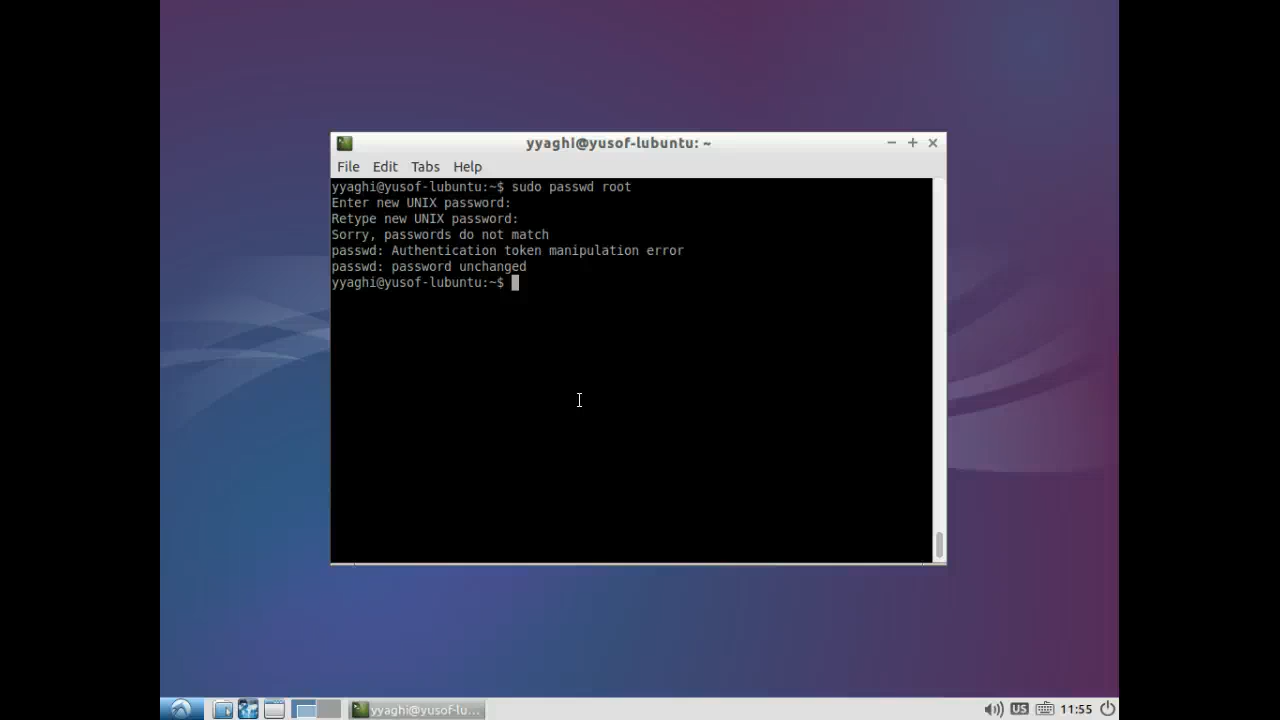 yyaghi@yusof-lubuntu: ~
File Edit Tabs Help
yyaghi@yusof-lubuntu:~$ sudo passwd root
Enter new UNIX password:
Retype new UNIX password:
Sorry, passwords do not match
passwd: Authentication token manipulation error
passwd: password unchanged
yyaghi@yusof-lubuntu:~$
yyaghi@yusof-lu... US 11:55